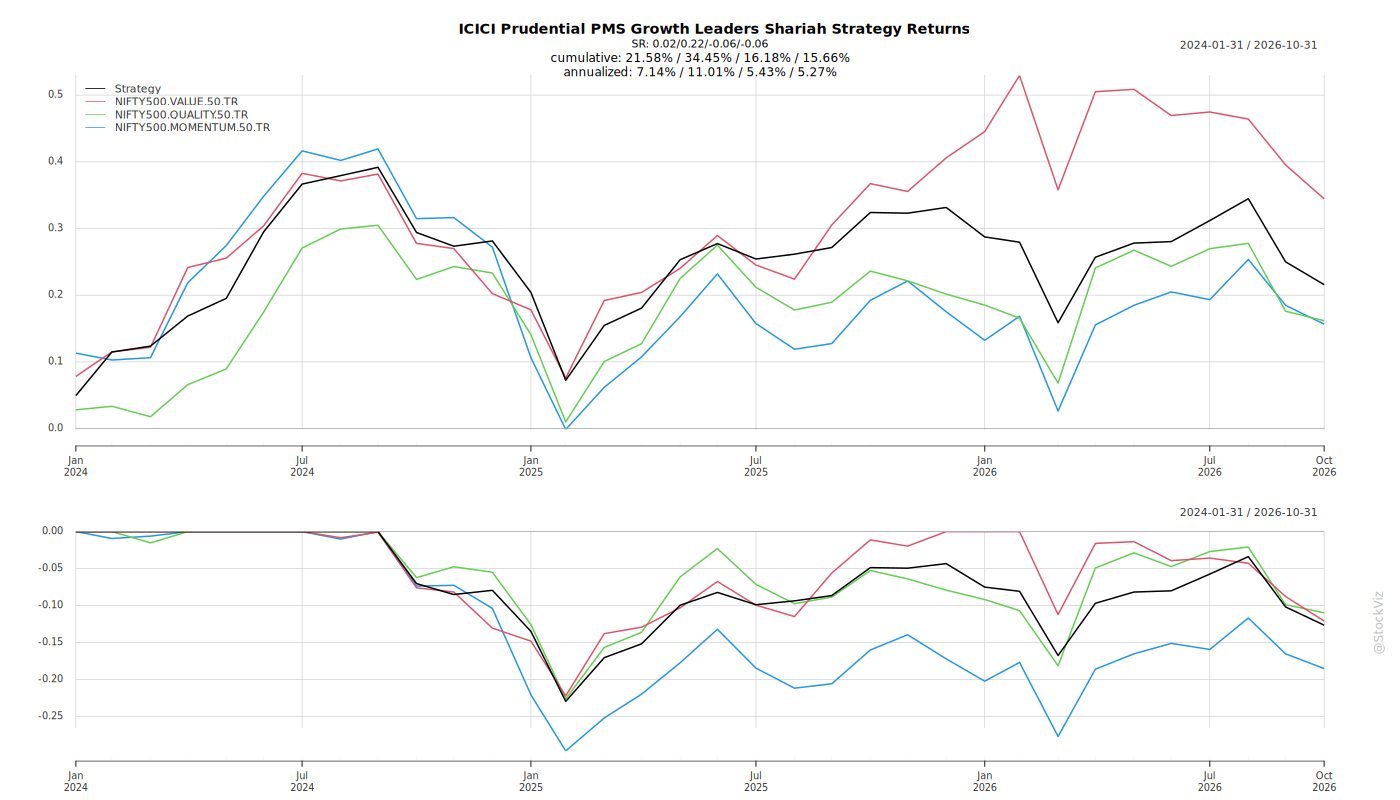 ICICI Prudential PMS Growth Leaders Shariah Strategy Returns
SR: 0.02/0.22/-0.06/-0.06
cumulative: 21.58% / 34.45% / 16.18% / 15.66%
annualized: 7.14% / 11.01% / 5.43% / 5.27%
2024-01-31 / 2026-10-31
Strategy
NIFTY500.VALUE.50.TR
NIFTY500.QUALITY.50.TR
NIFTY500.MOMENTUM.50.TR
0.5
0.4
0.3
0.2
0.1
0.0
Jan 2024
Jul 2024
Jan 2025
Jul 2025
Jan 2026
Jul 2026
Oct 2026
2024-01-31 / 2026-10-31
0.00
-0.05
-0.10
-0.15
-0.20
-0.25
Jan 2024
Jul 2024
Jan 2025
Jul 2025
Jan 2026
Jul 2026
Oct 2026
@StockViz